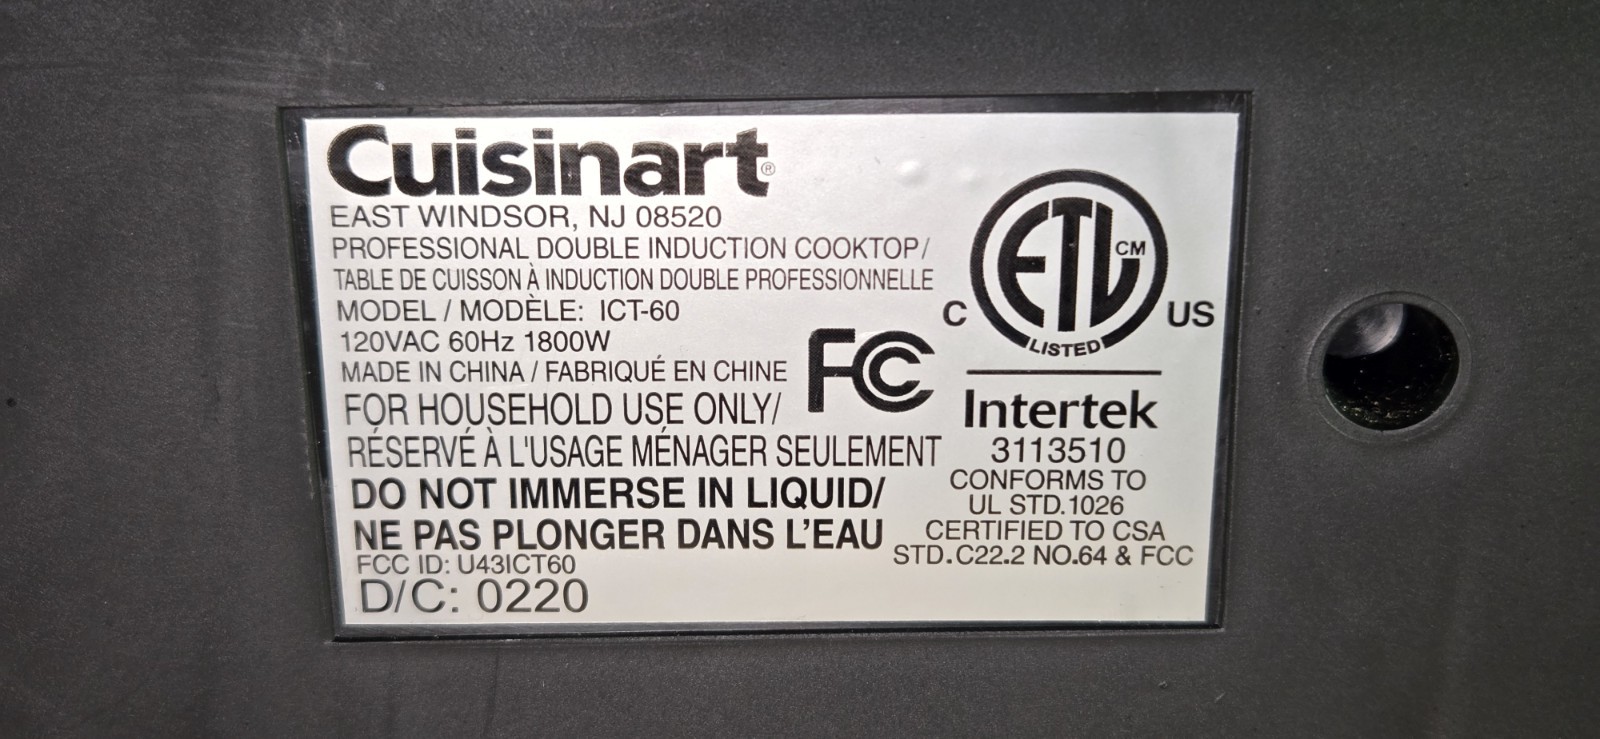 Cuisinart®
EAST WINDSOR, NJ 08520
PROFESSIONAL DOUBLE INDUCTION COOKTOP/
TABLE DE CUISSON À INDUCTION DOUBLE PROFESSIONNELLE
MODEL / MODÈLE: ICT-60
120VAC 60Hz 1800W
MADE IN CHINA / FABRIQUÉ EN CHINE
FOR HOUSEHOLD USE ONLY/
RÉSERVÉ À L'USAGE MÉNAGER SEULEMENT
DO NOT IMMERSE IN LIQUID/
NE PAS PLONGER DANS L'EAU
FCC ID: U43ICT60
D/C: 0220
FC
ETL CM
C US
LISTED
Intertek
3113510
CONFORMS TO
UL STD.1026
CERTIFIED TO CSA
STD.C22.2 NO.64 & FCC